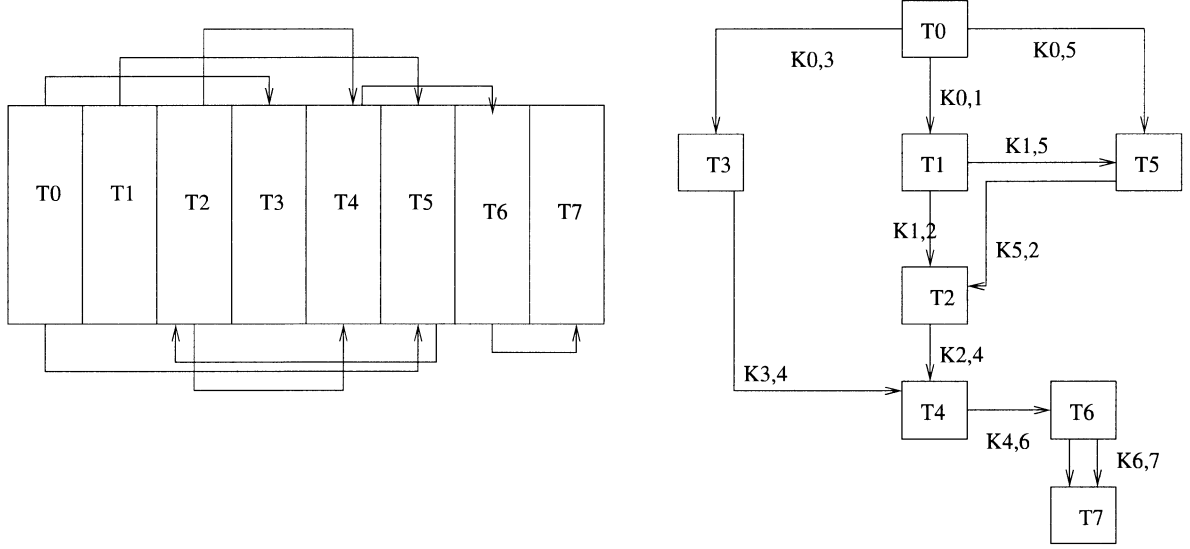 T0
T1
T2
T3
T4
T5
T6
T7
T0
K0,3
K0,5
K0,1
T3
T1
K1,5
T5
K1,2
K5,2
T2
K2,4
K3,4
T4
T6
K4,6
K6,7
T7